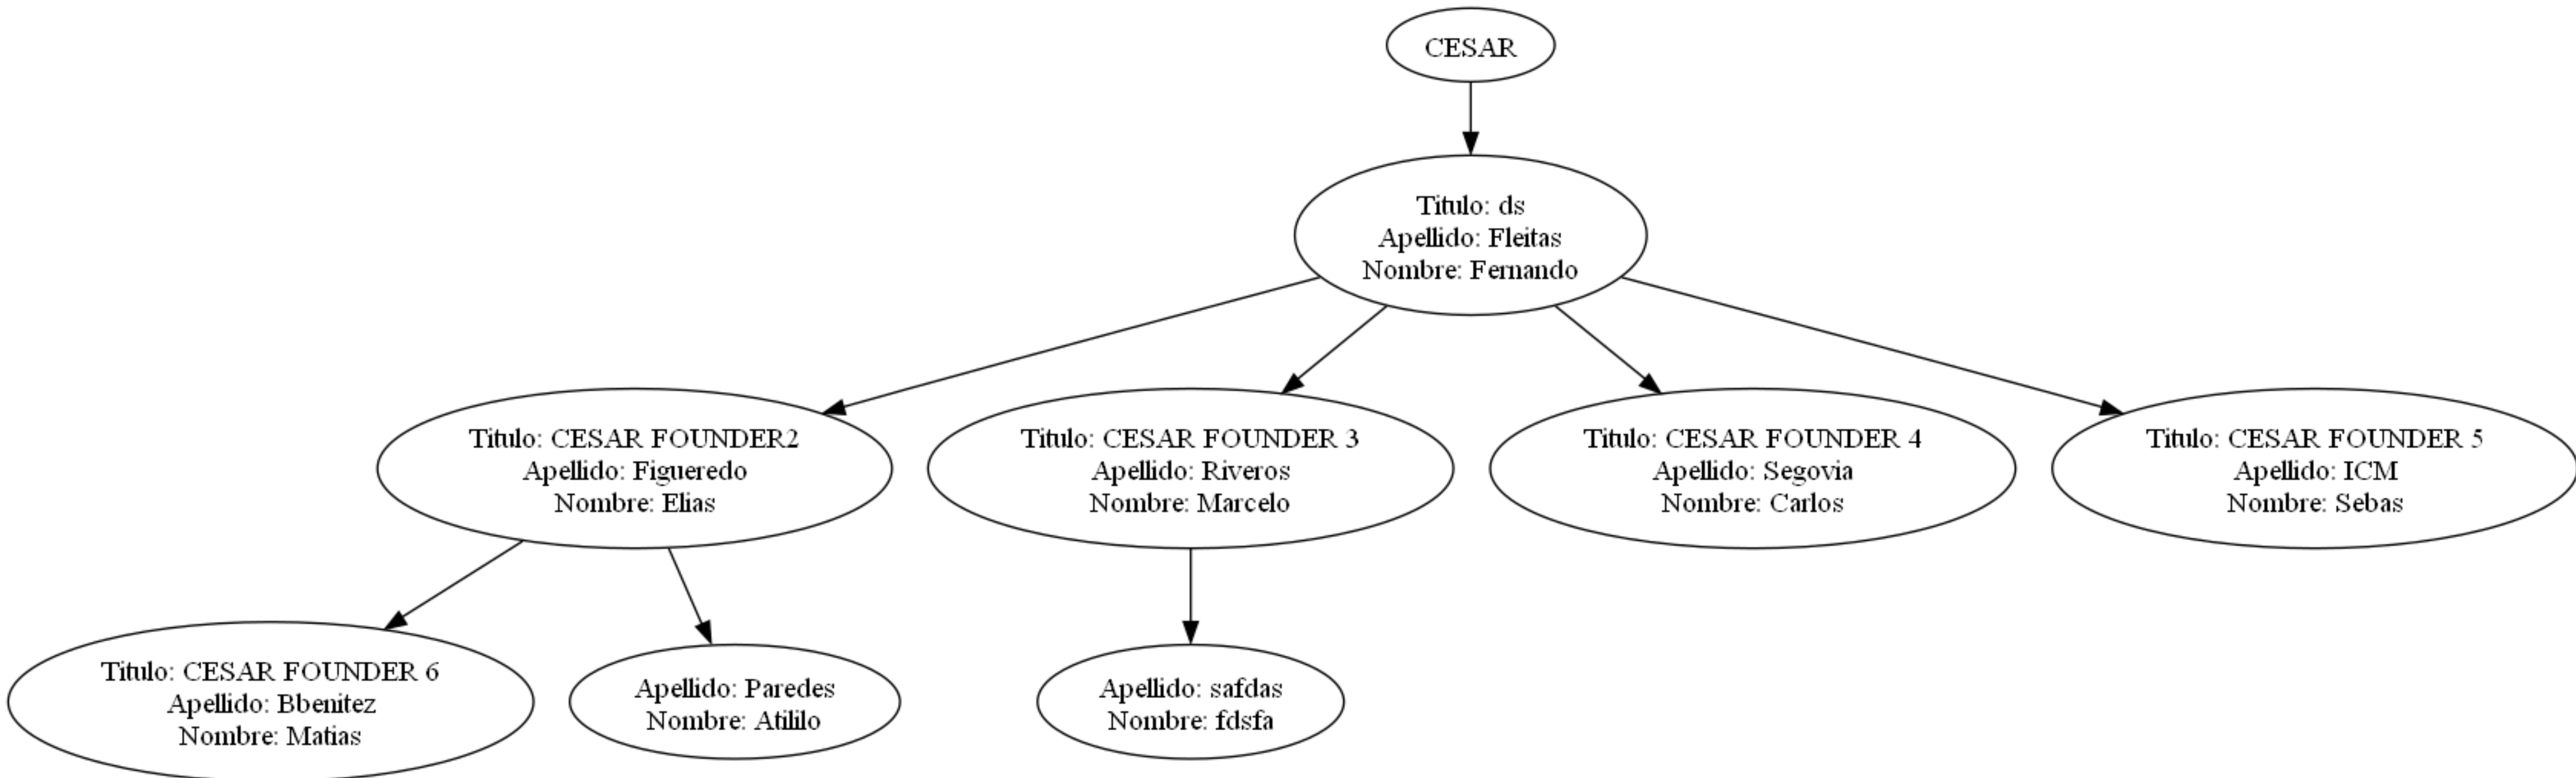 CESAR
Titulo: ds
Apellido: Fleitas
Nombre: Fernando
Titulo: CESAR FOUNDER2
Apellido: Figueredo
Nombre: Elias
Titulo: CESAR FOUNDER 3
Apellido: Riveros
Nombre: Marcelo
Titulo: CESAR FOUNDER 4
Apellido: Segovia
Nombre: Carlos
Titulo: CESAR FOUNDER 5
Apellido: ICM
Nombre: Sebas
Titulo: CESAR FOUNDER 6
Apellido: Bbenitez
Nombre: Matias
Apellido: Paredes
Nombre: Atililo
Apellido: safdas
Nombre: fdsfa